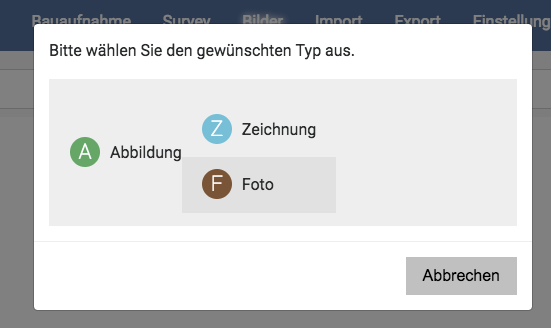 Bauaufnahme Survey Bilder Import Export Einstellung
Bitte wählen Sie den gewünschten Typ aus.
Z Zeichnung
A Abbildung
F Foto
Abbrechen